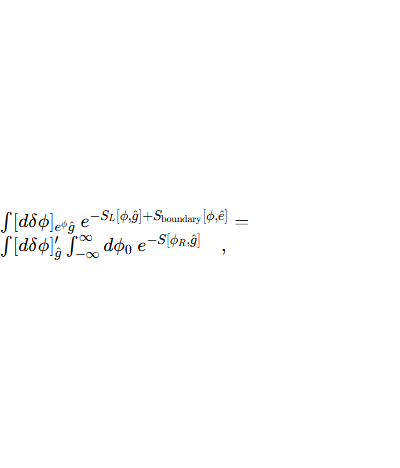 ∫[dδϕ]_{e^ϕ ĝ} e^{−S_L[ϕ,ĝ]+S_boundary[ϕ,ê]} =
∫[dδϕ]′_ĝ ∫_{−∞}^{∞} dϕ_0 e^{−S[ϕ_R,ĝ]} ,